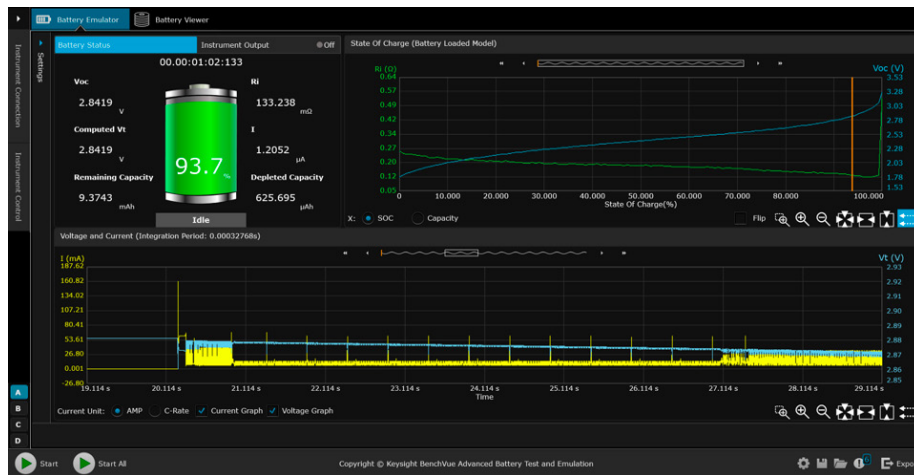 Battery Emulator Battery Viewer
Instrument Connection
Instrument Control
Settings
Battery Status Instrument Output Off
00.00:01:02:133
Voc Ri
2.8419 V 133.238 mΩ
Computed Vt I
2.8419 V 1.2052 µA
93.7 %
Remaining Capacity Depleted Capacity
9.3743 mAh 625.695 µAh
Idle
State Of Charge (Battery Loaded Model)
Ri (Ω) Voc (V)
0.64 3.53
0.57 3.28
0.49 3.03
0.42 2.78
0.34 2.53
0.27 2.28
0.20 2.03
0.12 1.78
0.05 1.53
0 10.000 20.000 30.000 40.000 50.000 60.000 70.000 80.000 100.000
State Of Charge(%)
X: SOC Capacity Flip
Voltage and Current (Integration Period: 0.00032768s)
I (mA) Vt (V)
187.62 2.93
160.82 2.92
134.02 2.91
107.21 2.90
80.41 2.89
53.61 2.88
26.80 2.87
0.001 2.86
-26.80 2.85
19.114 s 20.114 s 21.114 s 22.114 s 23.114 s 24.114 s 25.114 s 26.114 s 27.114 s 28.114 s 29.114 s
Time
Current Unit: AMP C-Rate Current Graph Voltage Graph
A
B
C
D
Start Start All Copyright © Keysight BenchVue Advanced Battery Test and Emulation Expo